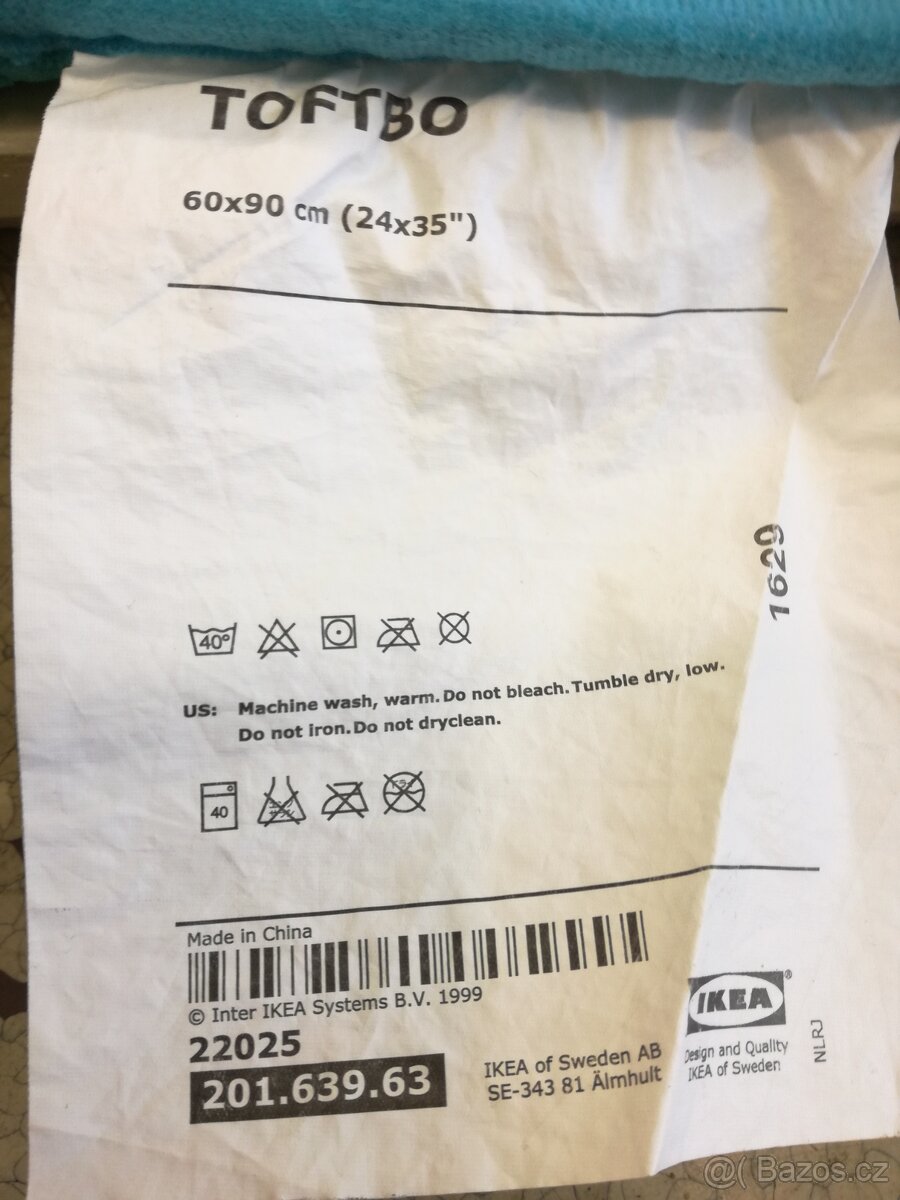 TOFTBO
60x90 cm (24x35")
1629
40º
US: Machine wash, warm. Do not bleach. Tumble dry, low.
Do not iron. Do not dryclean.
40
Made in China
© Inter IKEA Systems B.V. 1999
22025
201.639.63
IKEA of Sweden AB
SE-343 81 Älmhult
IKEA®
Design and Quality
IKEA of Sweden
NLRJ
@( Bazos.cz